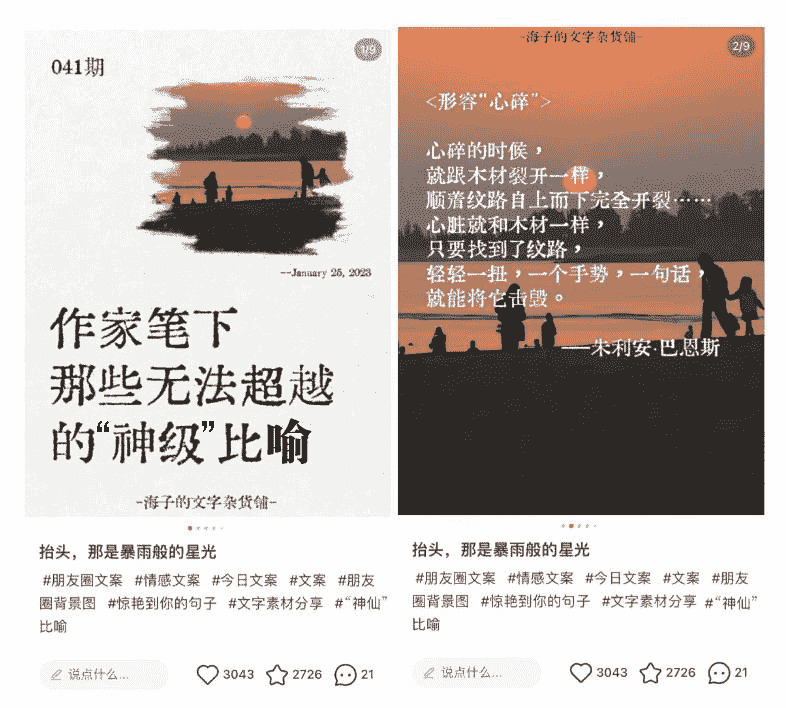 041期
1/9
--January 25, 2023
作家笔下
那些无法超越
的“神级”比喻
-海子的文字杂货铺-
抬头，那是暴雨般的星光
#朋友圈文案 #情感文案 #今日文案 #文案 #朋友
圈背景图 #惊艳到你的句子 #文字素材分享 #“神仙”
比喻
说点什么...
3043
2726
21
-海子的文字杂货铺-
2/9
<形容“心碎”>
心碎的时候，
就跟木材裂开一样，
顺着纹路自上而下完全开裂……
心脏就和木材一样，
只要找到了纹路，
轻轻一扭，一个手势，一句话，
就能将它击毁。
——朱利安·巴恩斯
抬头，那是暴雨般的星光
#朋友圈文案 #情感文案 #今日文案 #文案 #朋友
圈背景图 #惊艳到你的句子 #文字素材分享 #“神仙”
比喻
说点什么...
3043
2726
21